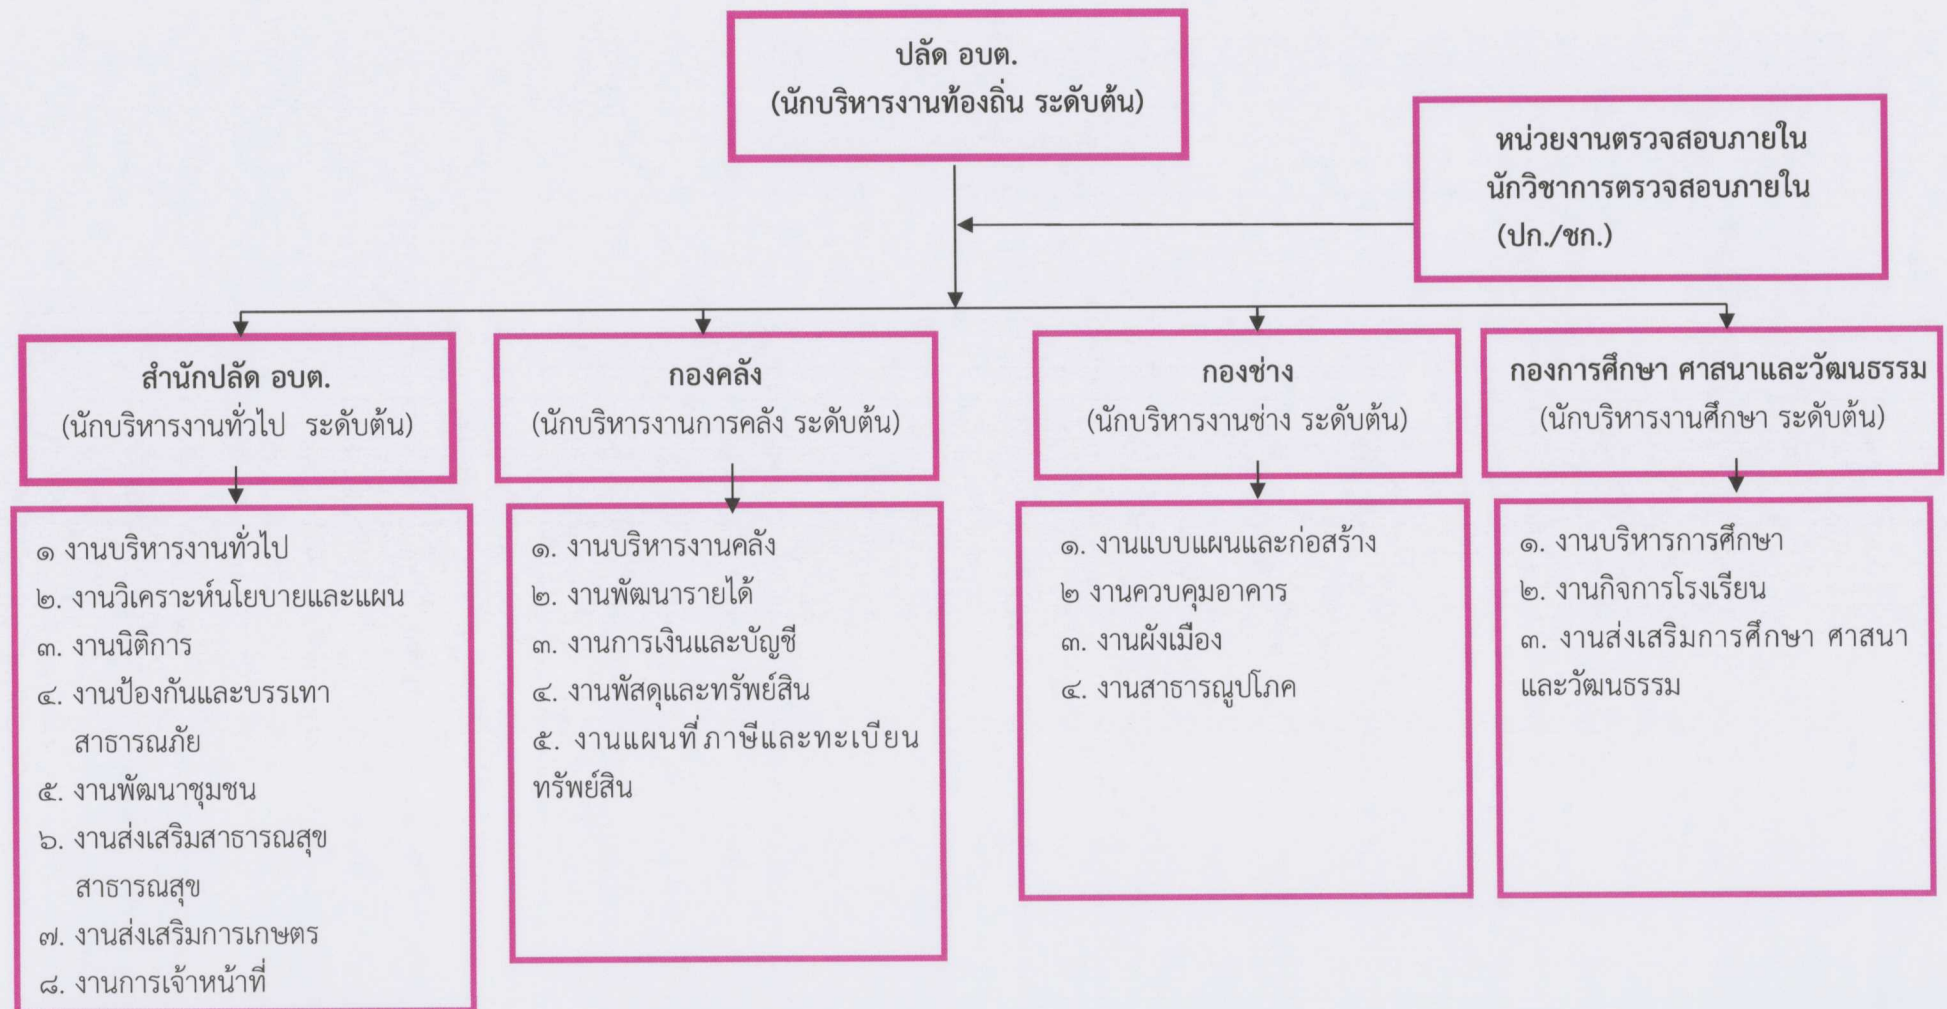 ปลัด อบต.
(นักบริหารงานท้องถิ่น ระดับต้น)
หน่วยงานตรวจสอบภายใน
นักวิชาการตรวจสอบภายใน
(ปก./ชก.)
สำนักปลัด อบต.
(นักบริหารงานทั่วไป ระดับต้น)
กองคลัง
(นักบริหารงานการคลัง ระดับต้น)
กองช่าง
(นักบริหารงานช่าง ระดับต้น)
กองการศึกษา ศาสนาและวัฒนธรรม
(นักบริหารงานศึกษา ระดับต้น)
๑ งานบริหารงานทั่วไป
๒. งานวิเคราะห์นโยบายและแผน
๓. งานนิติการ
๔. งานป้องกันและบรรเทา
สาธารณภัย
๕. งานพัฒนาชุมชน
๖. งานส่งเสริมสาธารณสุข
สาธารณสุข
๗. งานส่งเสริมการเกษตร
๘. งานการเจ้าหน้าที่
๑. งานบริหารงานคลัง
๒. งานพัฒนารายได้
๓. งานการเงินและบัญชี
๔. งานพัสดุและทรัพย์สิน
๕. งานแผนที่ภาษีและทะเบียน
ทรัพย์สิน
๑. งานแบบแผนและก่อสร้าง
๒ งานควบคุมอาคาร
๓. งานผังเมือง
๔. งานสาธารณูปโภค
๑. งานบริหารการศึกษา
๒. งานกิจการโรงเรียน
๓. งานส่งเสริมการศึกษา ศาสนา
และวัฒนธรรม